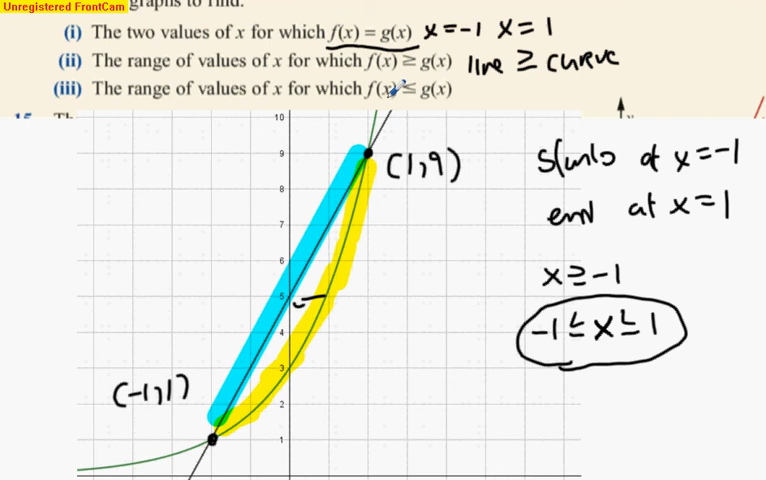 Unregistered FrontCam
graphs to find:
(i) The two values of x for which f(x) = g(x) x=-1 x=1
(ii) The range of values of x for which f(x) ≥ g(x) line ≥ curve
(iii) The range of values of x for which f(x) ≤ g(x)
15
10
9
8
7
6
5
4
3
2
1
(1,9)
(-1,1)
starts at x=-1
end at x=1
x≥-1
-1≤x≤1